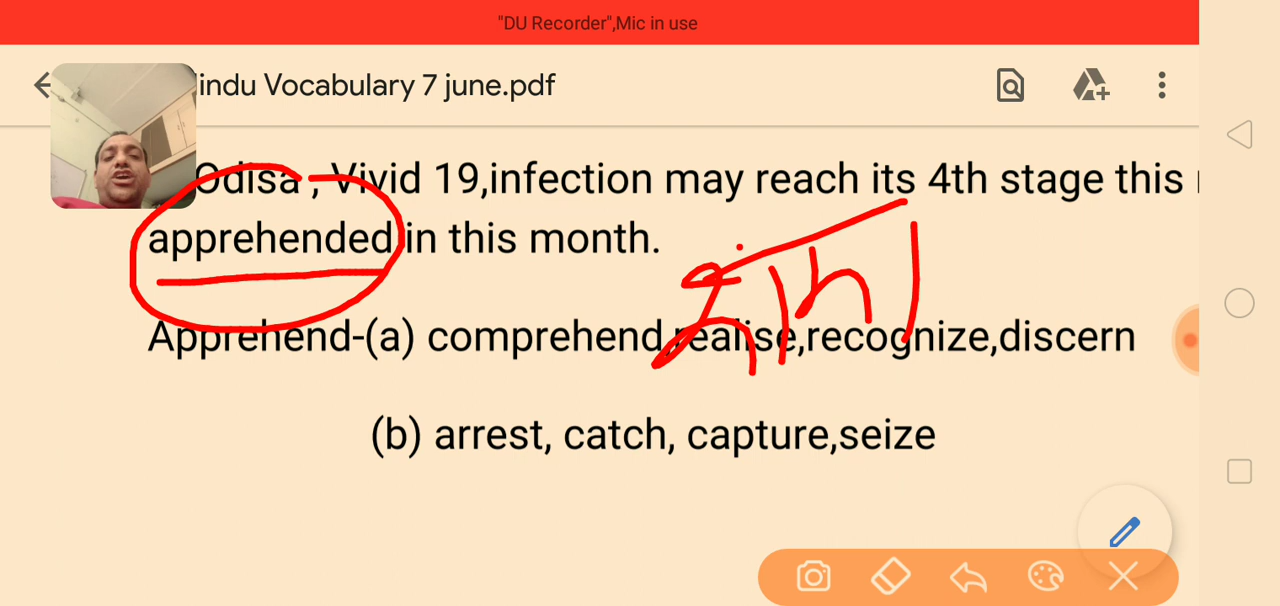 "DU Recorder",Mic in use
indu Vocabulary 7 june.pdf
Odisa , Vivid 19,infection may reach its 4th stage this
apprehended in this month.
Apprehend-(a) comprehend,realise,recognize,discern
(b) arrest, catch, capture,seize